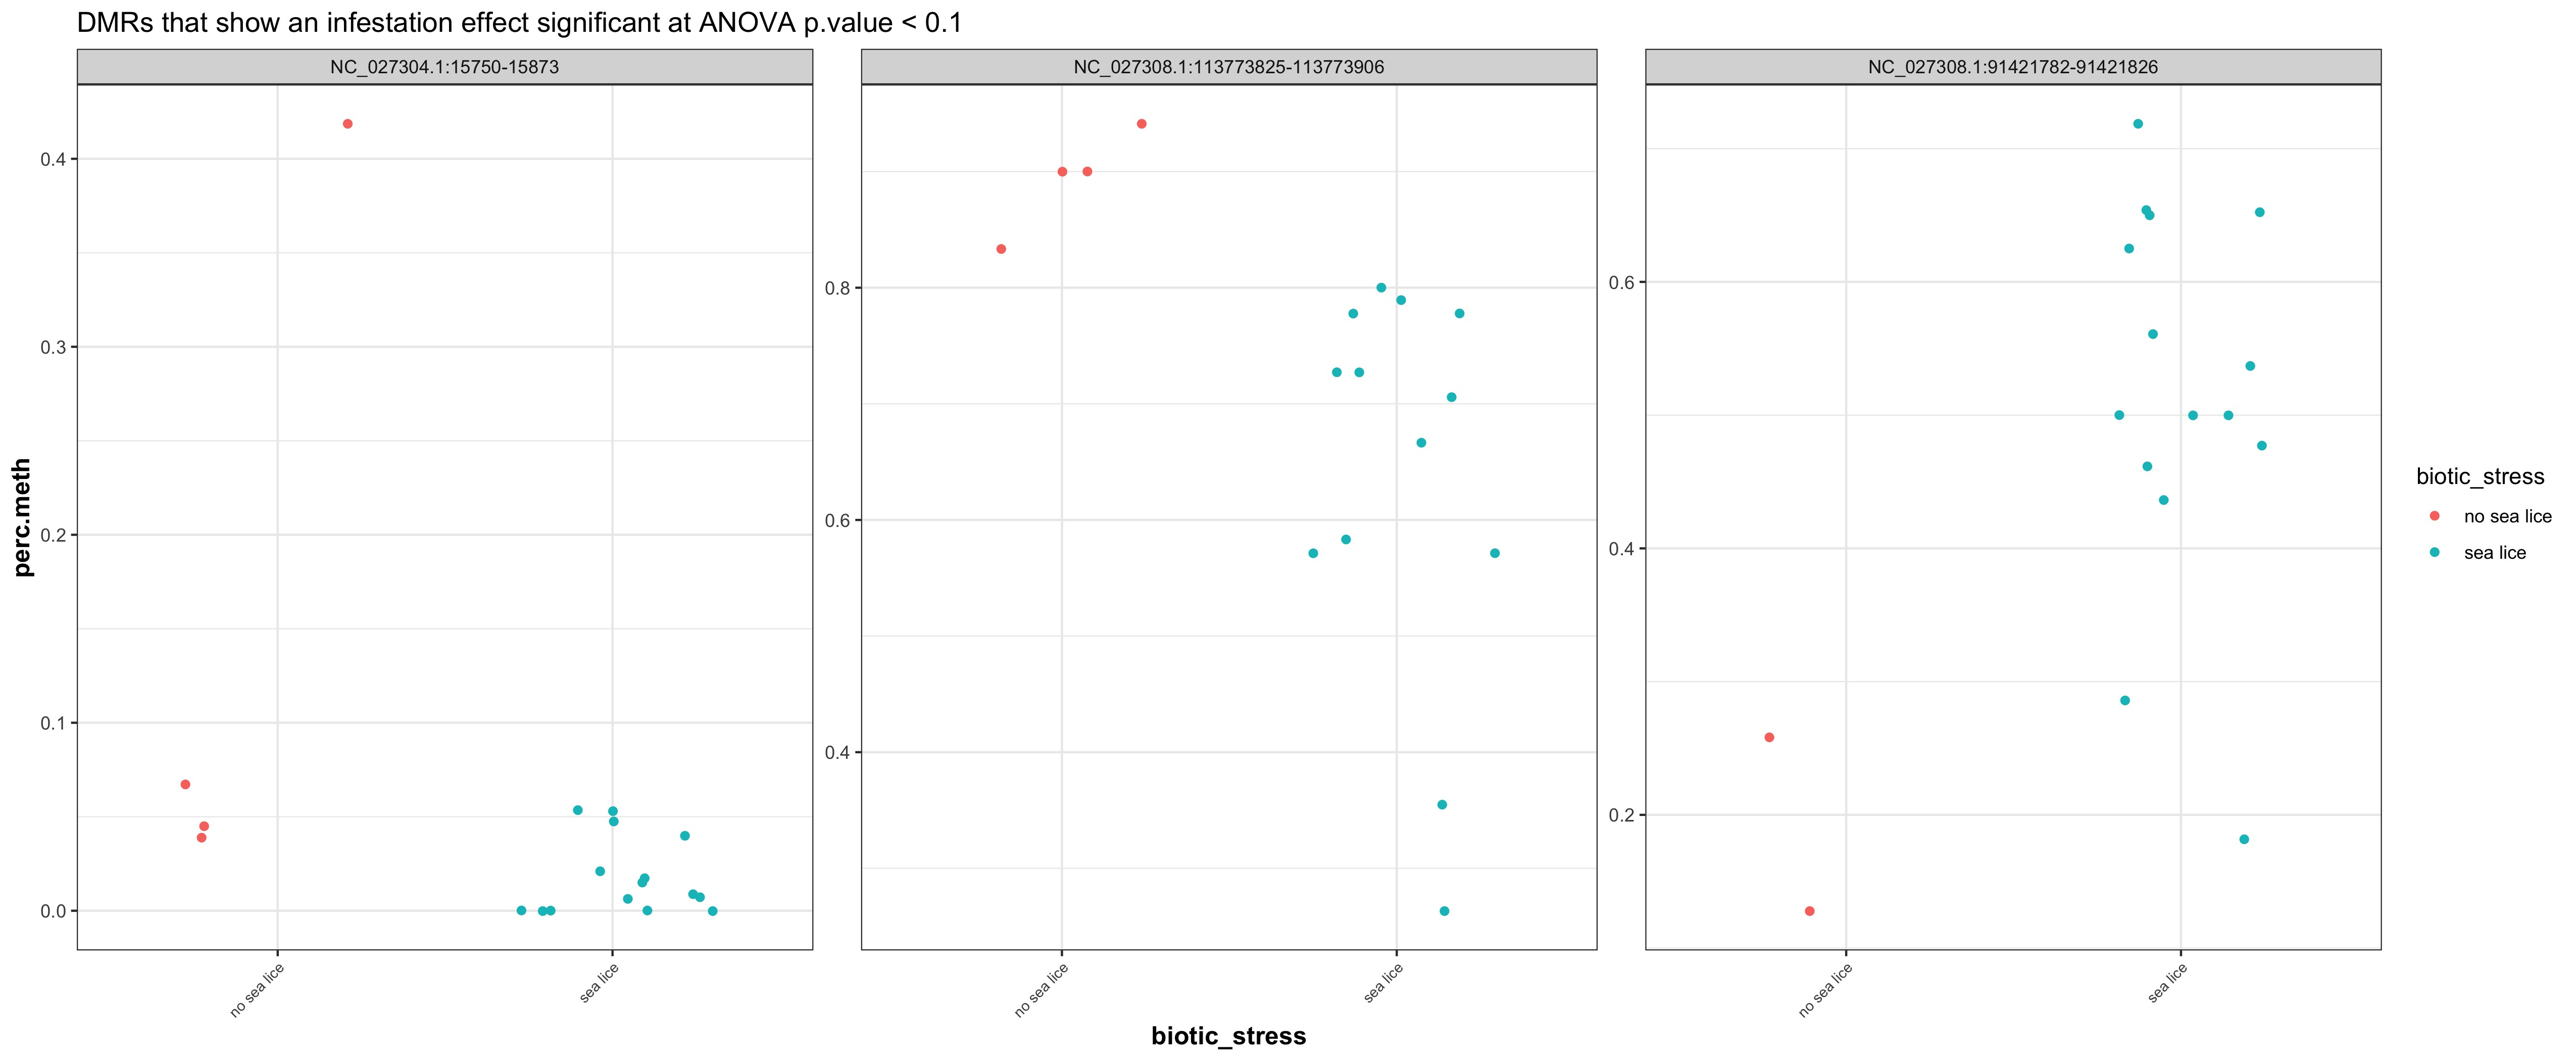 DMRs that show an infestation effect significant at ANOVA p.value < 0.1
NC_027304.1:15750-15873
NC_027308.1:113773825-113773906
NC_027308.1:91421782-91421826
perc.meth
0.4
0.3
0.2
0.1
0.0
0.8
0.6
0.4
0.6
0.4
0.2
no sea lice
sea lice
no sea lice
sea lice
no sea lice
sea lice
biotic_stress
biotic_stress
no sea lice
sea lice